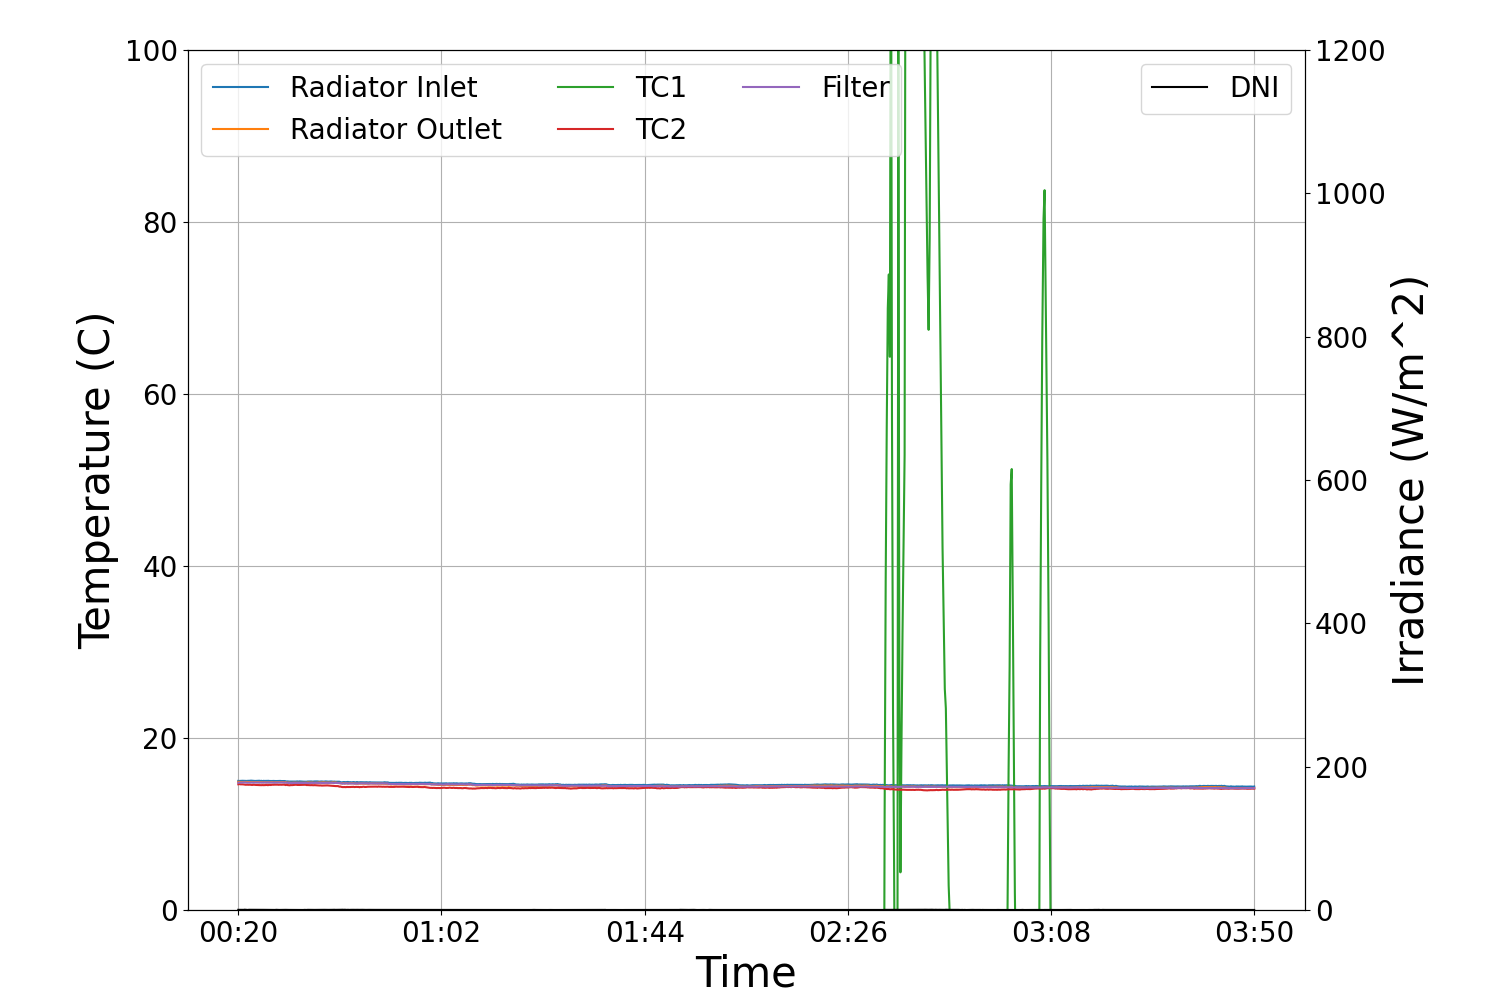 Radiator Inlet
Radiator Outlet
TC1
TC2
Filter
DNI
Temperature (C)
100
80
60
40
20
0
Irradiance (W/m^2)
1200
1000
800
600
400
200
0
00:20
01:02
01:44
02:26
03:08
03:50
Time